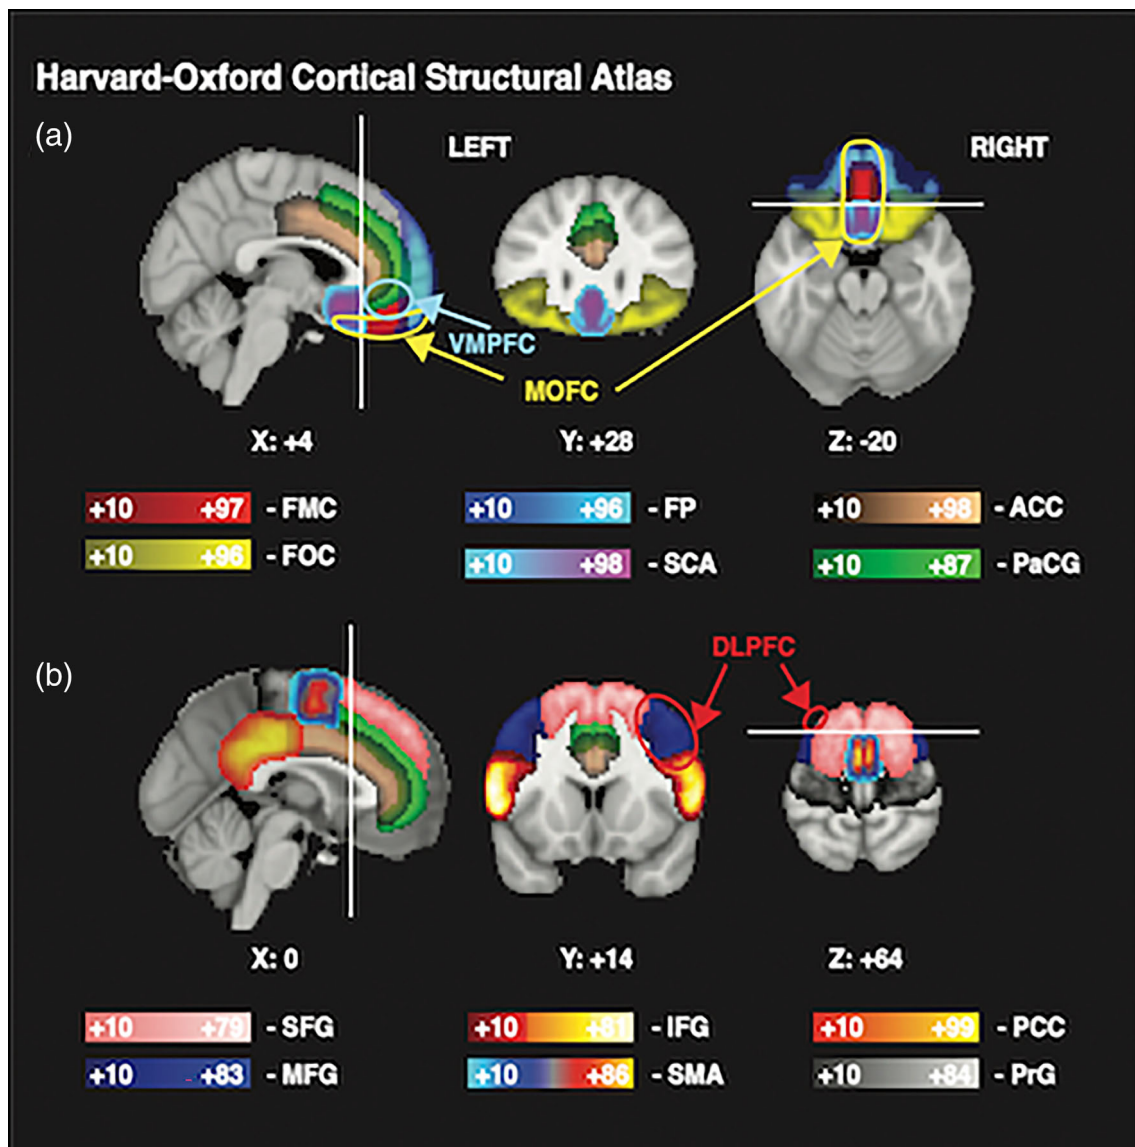 Harvard-Oxford Cortical Structural Atlas
(a)
LEFT
RIGHT
VMPFC
MOFC
X: +4
Y: +28
Z: -20
+10 +97 - FMC
+10 +96 - FP
+10 +98 - ACC
+10 +96 - FOC
+10 +98 - SCA
+10 +87 - PaCG
DLPFC
(b)
X: 0
Y: +14
Z: +64
+10 +79 - SFG
+10 +81 - IFG
+10 +99 - PCC
+10 +83 - MFG
+10 +86 - SMA
+10 +84 - PrG